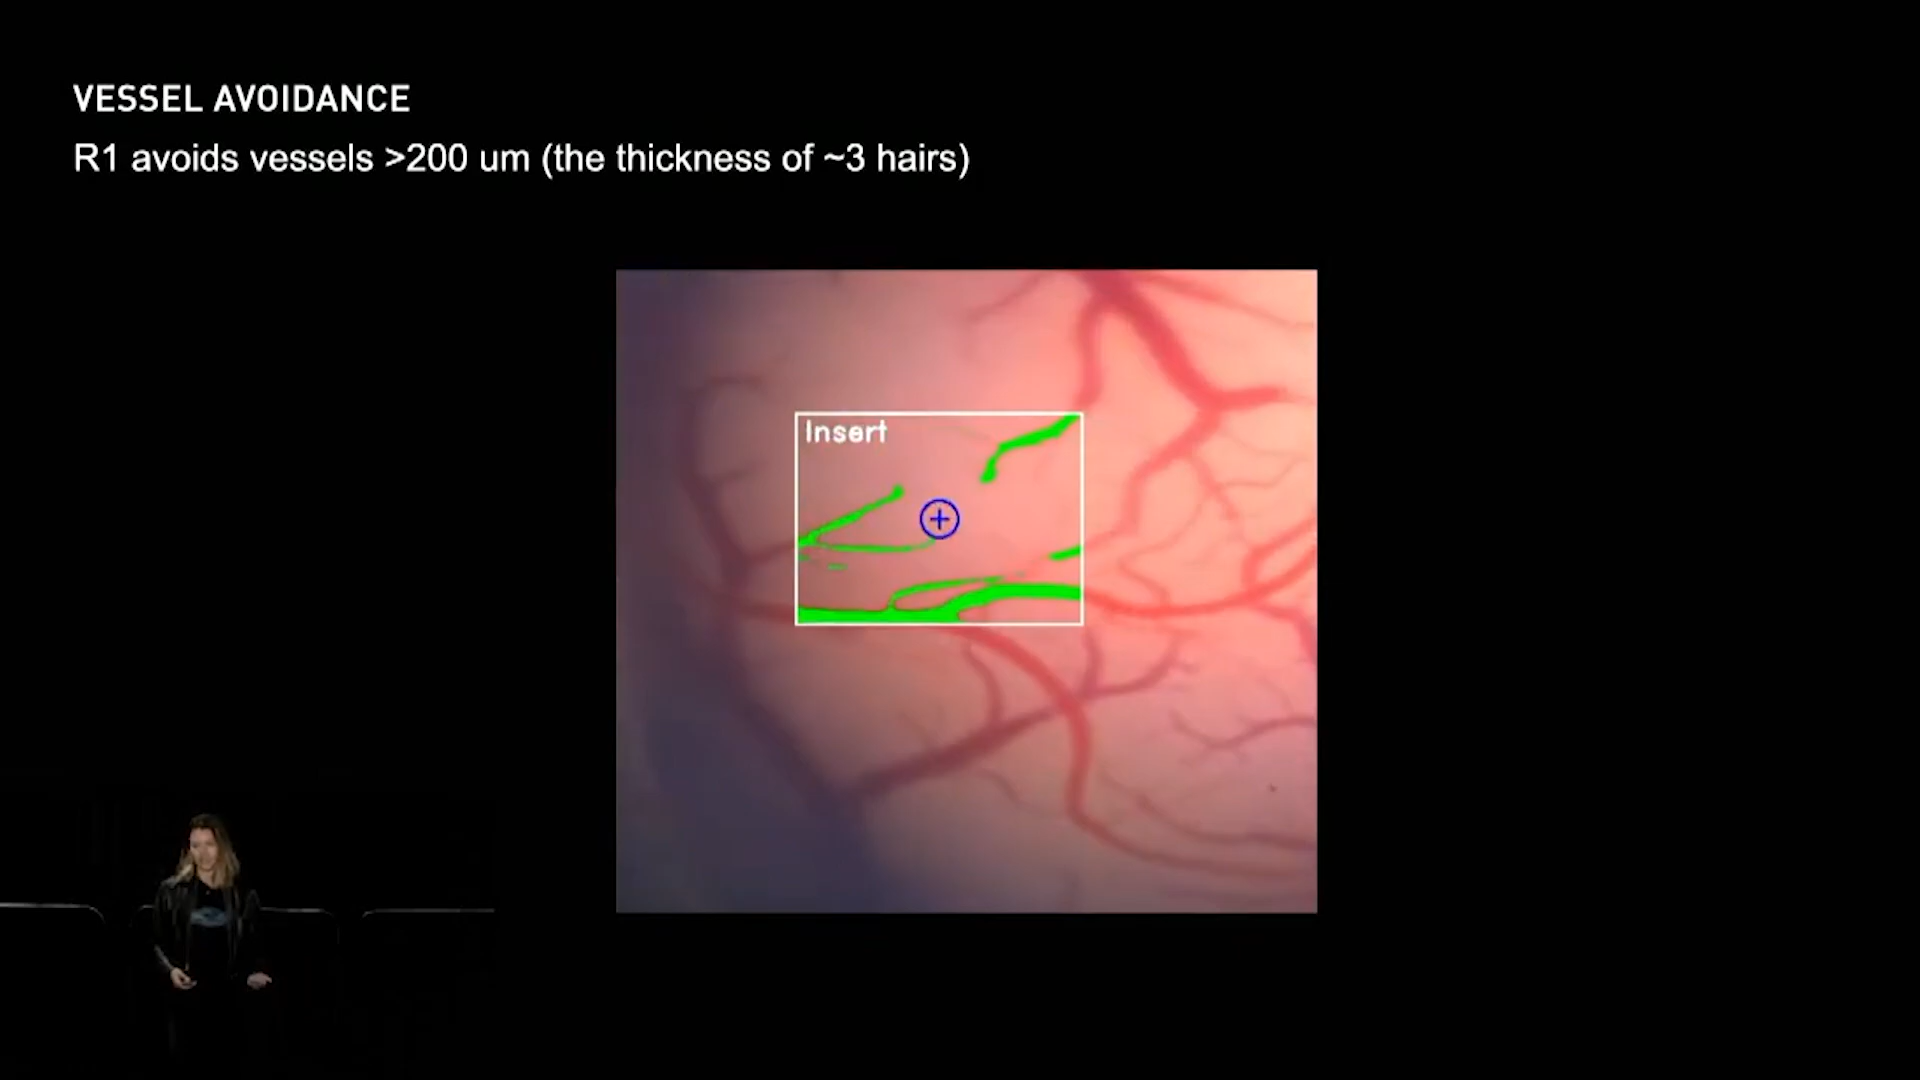 VESSEL AVOIDANCE
R1 avoids vessels >200 um (the thickness of ~3 hairs)
Insert